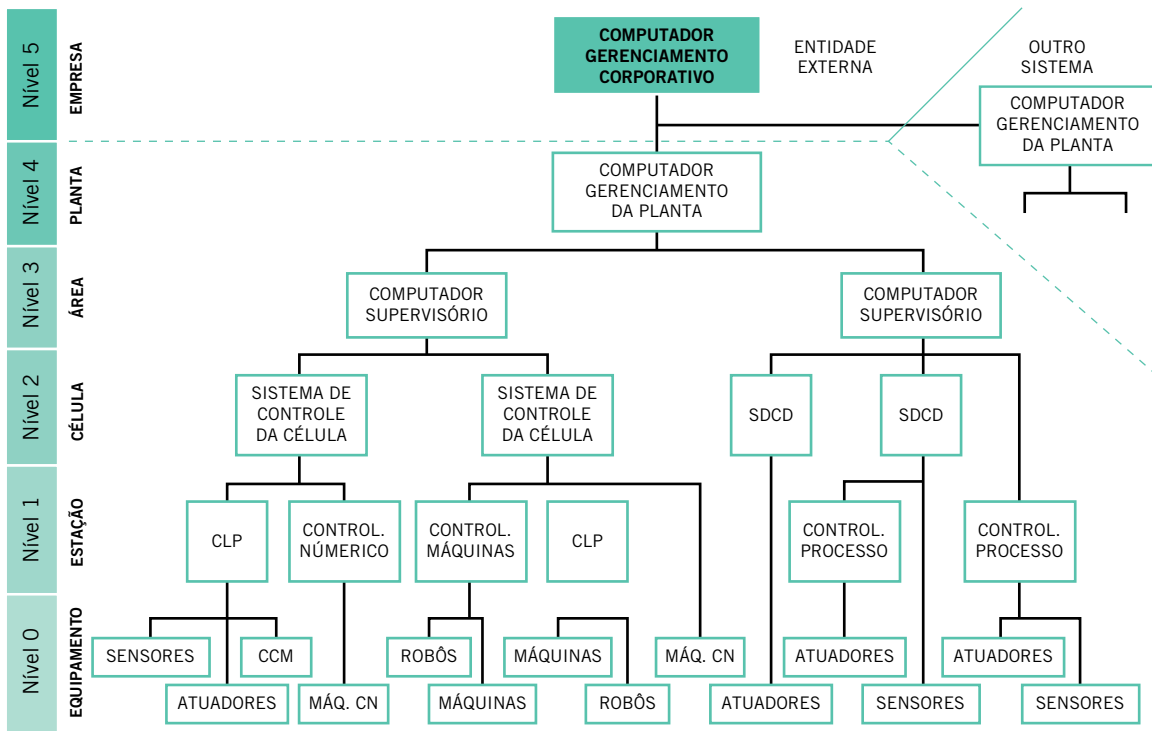 Nível 5
EMPRESA
COMPUTADOR
GERENCIAMENTO
CORPORATIVO
ENTIDADE
EXTERNA
OUTRO
SISTEMA
COMPUTADOR
GERENCIAMENTO
DA PLANTA
Nível 4
PLANTA
COMPUTADOR
GERENCIAMENTO
DA PLANTA
Nível 3
ÁREA
COMPUTADOR
SUPERVISÓRIO
COMPUTADOR
SUPERVISÓRIO
Nível 2
CÉLULA
SISTEMA DE
CONTROLE
DA CÉLULA
SISTEMA DE
CONTROLE
DA CÉLULA
SDCD
SDCD
Nível 1
ESTAÇÃO
CLP
CONTROL.
NÚMERICO
CONTROL.
MÁQUINAS
CLP
CONTROL.
PROCESSO
CONTROL.
PROCESSO
Nível 0
EQUIPAMENTO
SENSORES
CCM
ROBÔS
MÁQUINAS
MÁQ. CN
ATUADORES
ATUADORES
ATUADORES
MÁQ. CN
MÁQUINAS
ROBÔS
ATUADORES
SENSORES
SENSORES